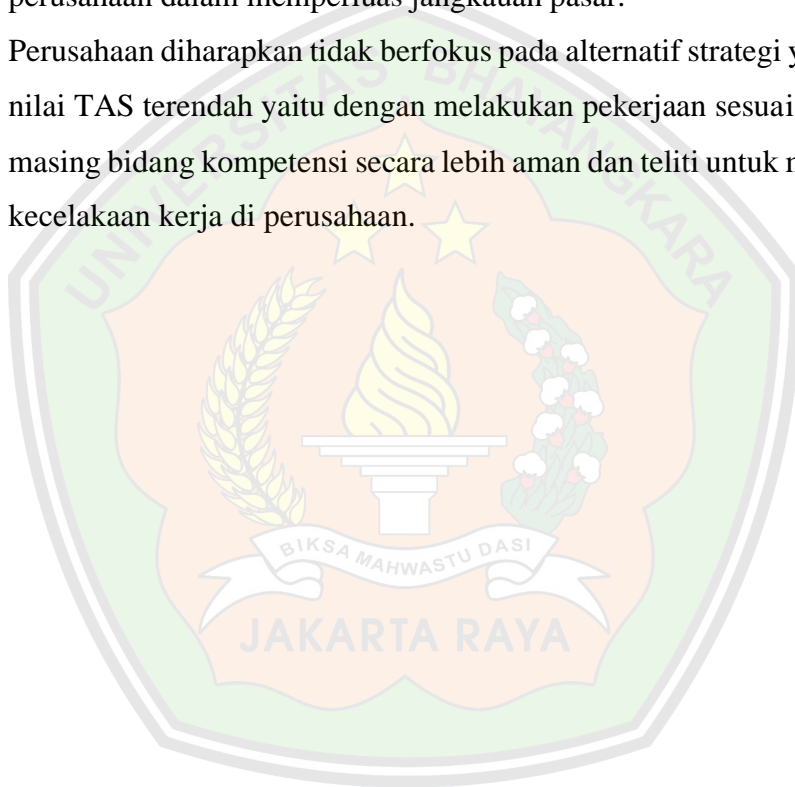 perusahaan dalam memperluas jangkauan pasar.
Perusahaan diharapkan tidak berfokus pada alternatif strategi y
nilai TAS terendah yaitu dengan melakukan pekerjaan sesuai
masing bidang kompetensi secara lebih aman dan teliti untuk
kecelakaan kerja di perusahaan.
UNIVERSITAS BHAYANGKARA
BIKSA MAHWASTU DASI
JAKARTA RAYA